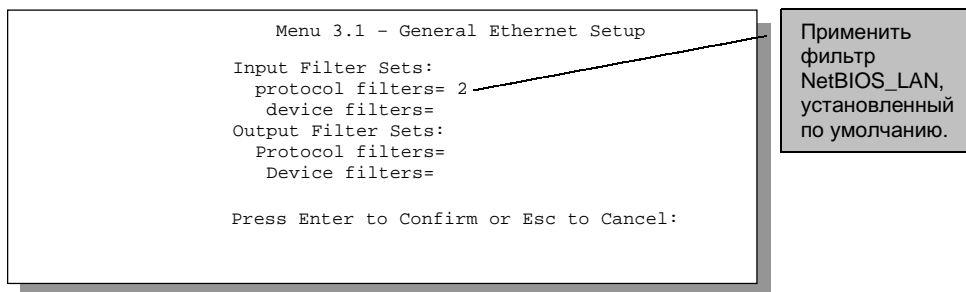 Menu 3.1 – General Ethernet Setup
Input Filter Sets:
protocol filters= 2
device filters=
Output Filter Sets:
Protocol filters=
Device filters=
Press Enter to Confirm or Esc to Cancel:
Применить
фильтр
NetBIOS_LAN,
установленный
по умолчанию.